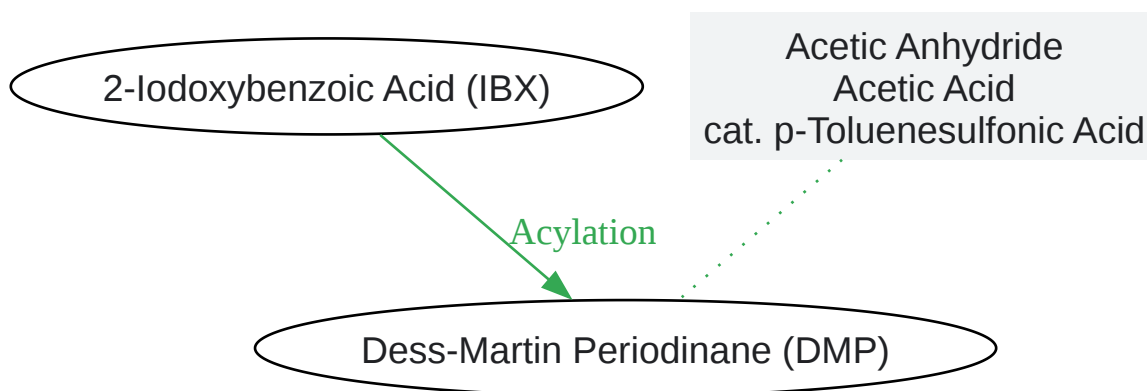 2-Iodoxybenzoic Acid (IBX)
Acetic Anhydride
Acetic Acid
cat. p-Toluenesulfonic Acid
Acylation
Dess-Martin Periodinane (DMP)